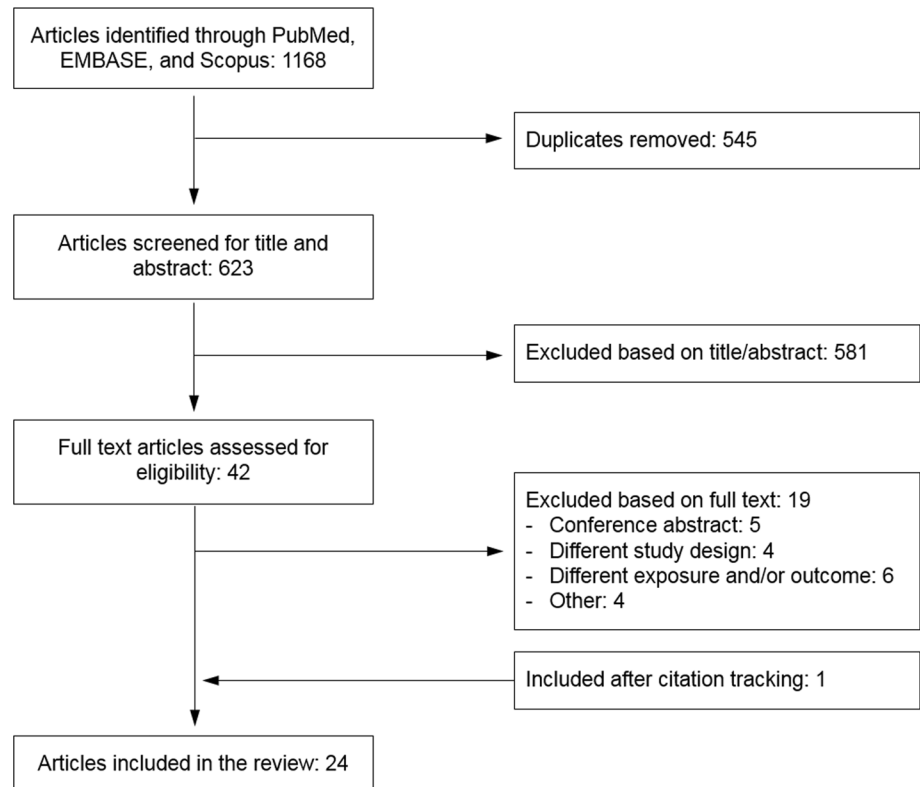 Articles identified through PubMed,
EMBASE, and Scopus: 1168
Duplicates removed: 545
Articles screened for title and
abstract: 623
Excluded based on title/abstract: 581
Full text articles assessed for
eligibility: 42
Excluded based on full text: 19
- Conference abstract: 5
- Different study design: 4
- Different exposure and/or outcome: 6
- Other: 4
Included after citation tracking: 1
Articles included in the review: 24